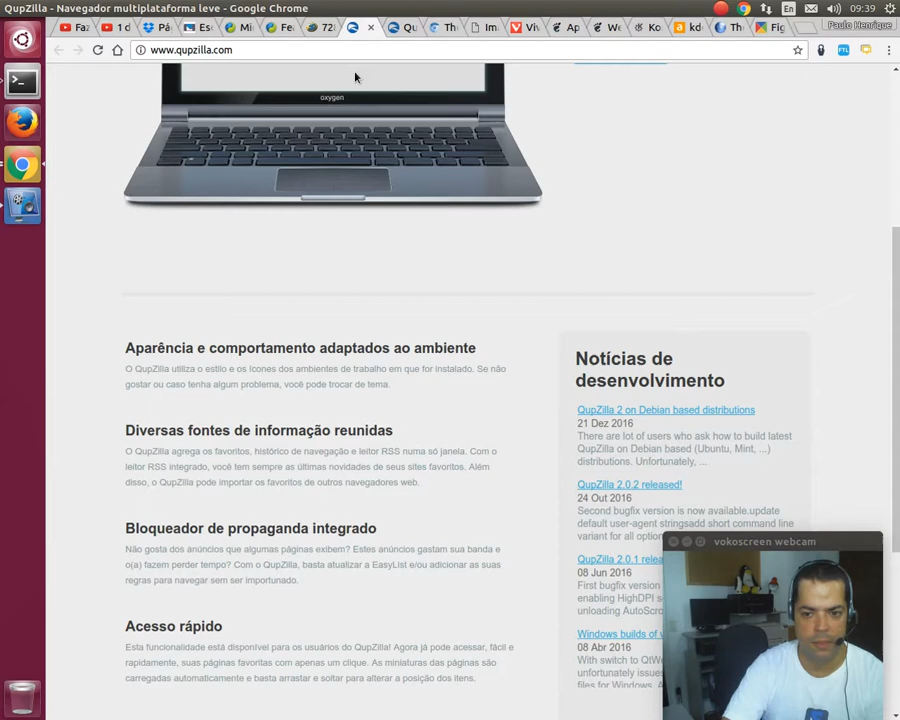 QupZilla - Navegador multiplataforma leve - Google Chrome
En
09:39
Faz
1 d
Pá
Es
Mi
Fe
72
Qu
Th
Im
Viv
Ap
We
Ko
kd
Th
Fig
Paulo Henrique
www.qupzilla.com
FTL
oxygen
Aparência e comportamento adaptados ao ambiente
O QupZilla utiliza o estilo e os ícones dos ambientes de trabalho em que for instalado. Se não
gostar ou caso tenha algum problema, você pode trocar de tema.
Diversas fontes de informação reunidas
O QupZilla agrega os favoritos, histórico de navegação e leitor RSS numa só janela. Com o
leitor RSS integrado, você tem sempre as últimas novidades de seus sites favoritos. Além
disso, o QupZilla pode importar os favoritos de outros navegadores web.
Bloqueador de propaganda integrado
Não gosta dos anúncios que algumas páginas exibem? Estes anúncios gastam sua banda e
o(a) fazem perder tempo? Com o QupZilla, basta atualizar a EasyList e/ou adicionar as suas
regras para navegar sem ser importunado.
Acesso rápido
Esta funcionalidade está disponível para os usuários do QupZilla! Agora já pode acessar, fácil e
rapidamente, suas páginas favoritas com apenas um clique. As miniaturas das páginas são
carregadas automaticamente e basta arrastar e soltar para alterar a posição dos itens.
Notícias de
desenvolvimento
QupZilla 2 on Debian based distributions
21 Dez 2016
There are lot of users who ask how to build latest
QupZilla on Debian based (Ubuntu, Mint, ...)
distributions. Unfortunately, ...
QupZilla 2.0.2 released!
24 Out 2016
Second bugfix version is now available.update
default user-agent stringsadd short command line
variant for all option
QupZilla 2.0.1 rele
08 Jun 2016
First bugfix version
enabling HighDPI s
unloading AutoScro
Windows builds of v
08 Abr 2016
With switch to QtWe
unfortunately issues
files for Windows. A
vokoscreen webcam